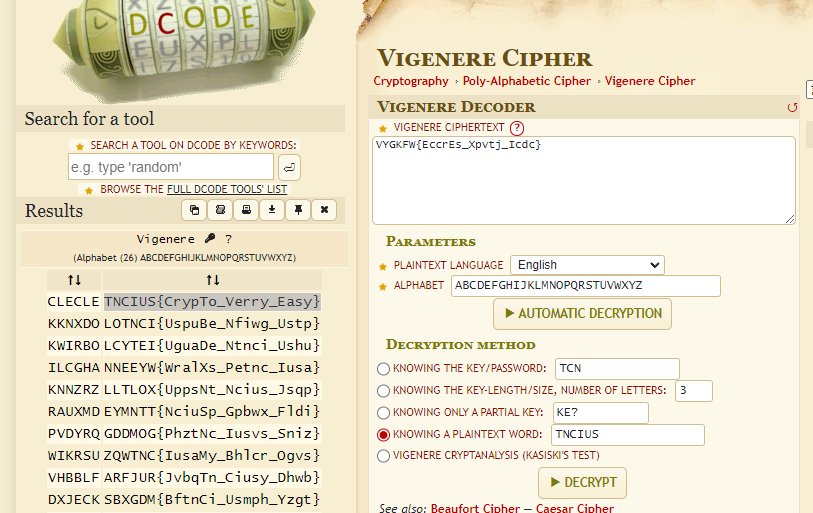 DCODE
Search for a tool
SEARCH A TOOL ON DCODE BY KEYWORDS:
e.g. type 'random'
BROWSE THE FULL DCODE TOOLS' LIST
Results
Vigenere ?
(Alphabet (26) ABCDEFGHIJKLMNOPQRSTUVWXYZ)
↑↓ ↑↓
CLECLE TNCIUS{CrypTo_Verry_Easy}
KKNXDO LOTNCI{UspuBe_Nfiwg_Ustp}
KWIRBO LCYTEI{UguaDe_Ntnci_Ushu}
ILCGHA NNEEYW{WralXs_Petnc_Iusa}
KNNZRZ LLTLOX{UppsNt_Ncius_Jsqp}
RAUXMD EYMNTT{NciuSp_Gpbwx_Fldi}
PVDYRQ GDDMOG{PhztNc_Iusvs_Sniz}
WIKRSU ZQWTNC{IusaMy_Bhlcr_Ogvs}
VHBBLF ARFJUR{JvbqTn_Ciusy_Dhwb}
DXJECK SBXGDM{BftnCi_Usmph_Yzgt}
VIGENERE CIPHER
Cryptography › Poly-Alphabetic Cipher › Vigenere Cipher
VIGENERE DECODER
VIGENERE CIPHERTEXT ?
VYGKFW{EccrEs_Xpvtj_Icdc}
PARAMETERS
PLAINTEXT LANGUAGE English
ALPHABET ABCDEFGHIJKLMNOPQRSTUVWXYZ
► AUTOMATIC DECRYPTION
DECRYPTION METHOD
KNOWING THE KEY/PASSWORD: TCN
KNOWING THE KEY-LENGTH/SIZE, NUMBER OF LETTERS: 3
KNOWING ONLY A PARTIAL KEY: KE?
KNOWING A PLAINTEXT WORD: TNCIUS
VIGENERE CRYPTANALYSIS (KASISKI'S TEST)
► DECRYPT
See also: Beaufort Cipher — Caesar Cipher